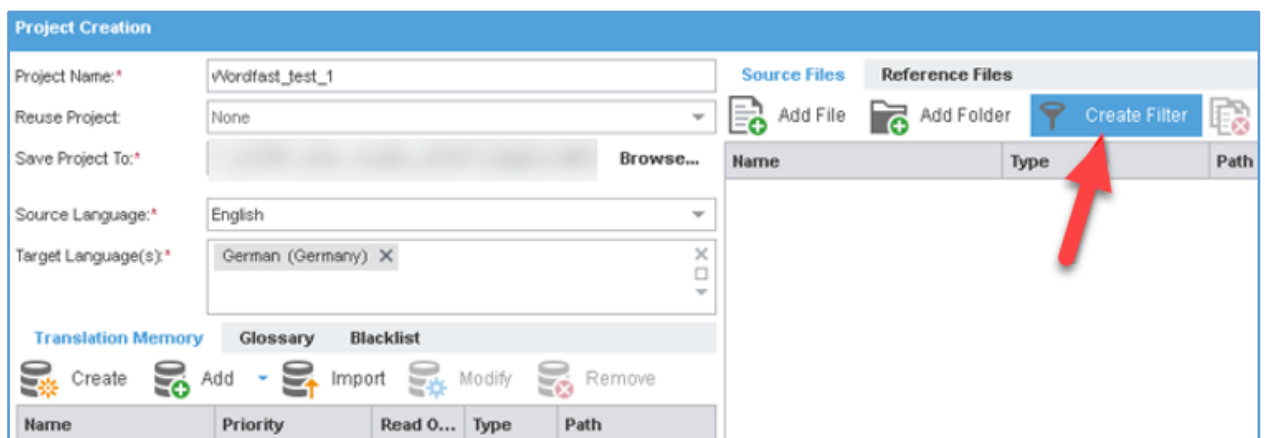 Project Creation
Project Name:*
Wordfast_test_1
Reuse Project:
None
Save Project To:*
Browse...
Source Language:*
English
Target Language(s):*
German (Germany)
Translation Memory Glossary Blacklist
Create Add Import Modify Remove
Name Priority Read O... Type Path
Source Files Reference Files
Add File Add Folder Create Filter
Name Type Path